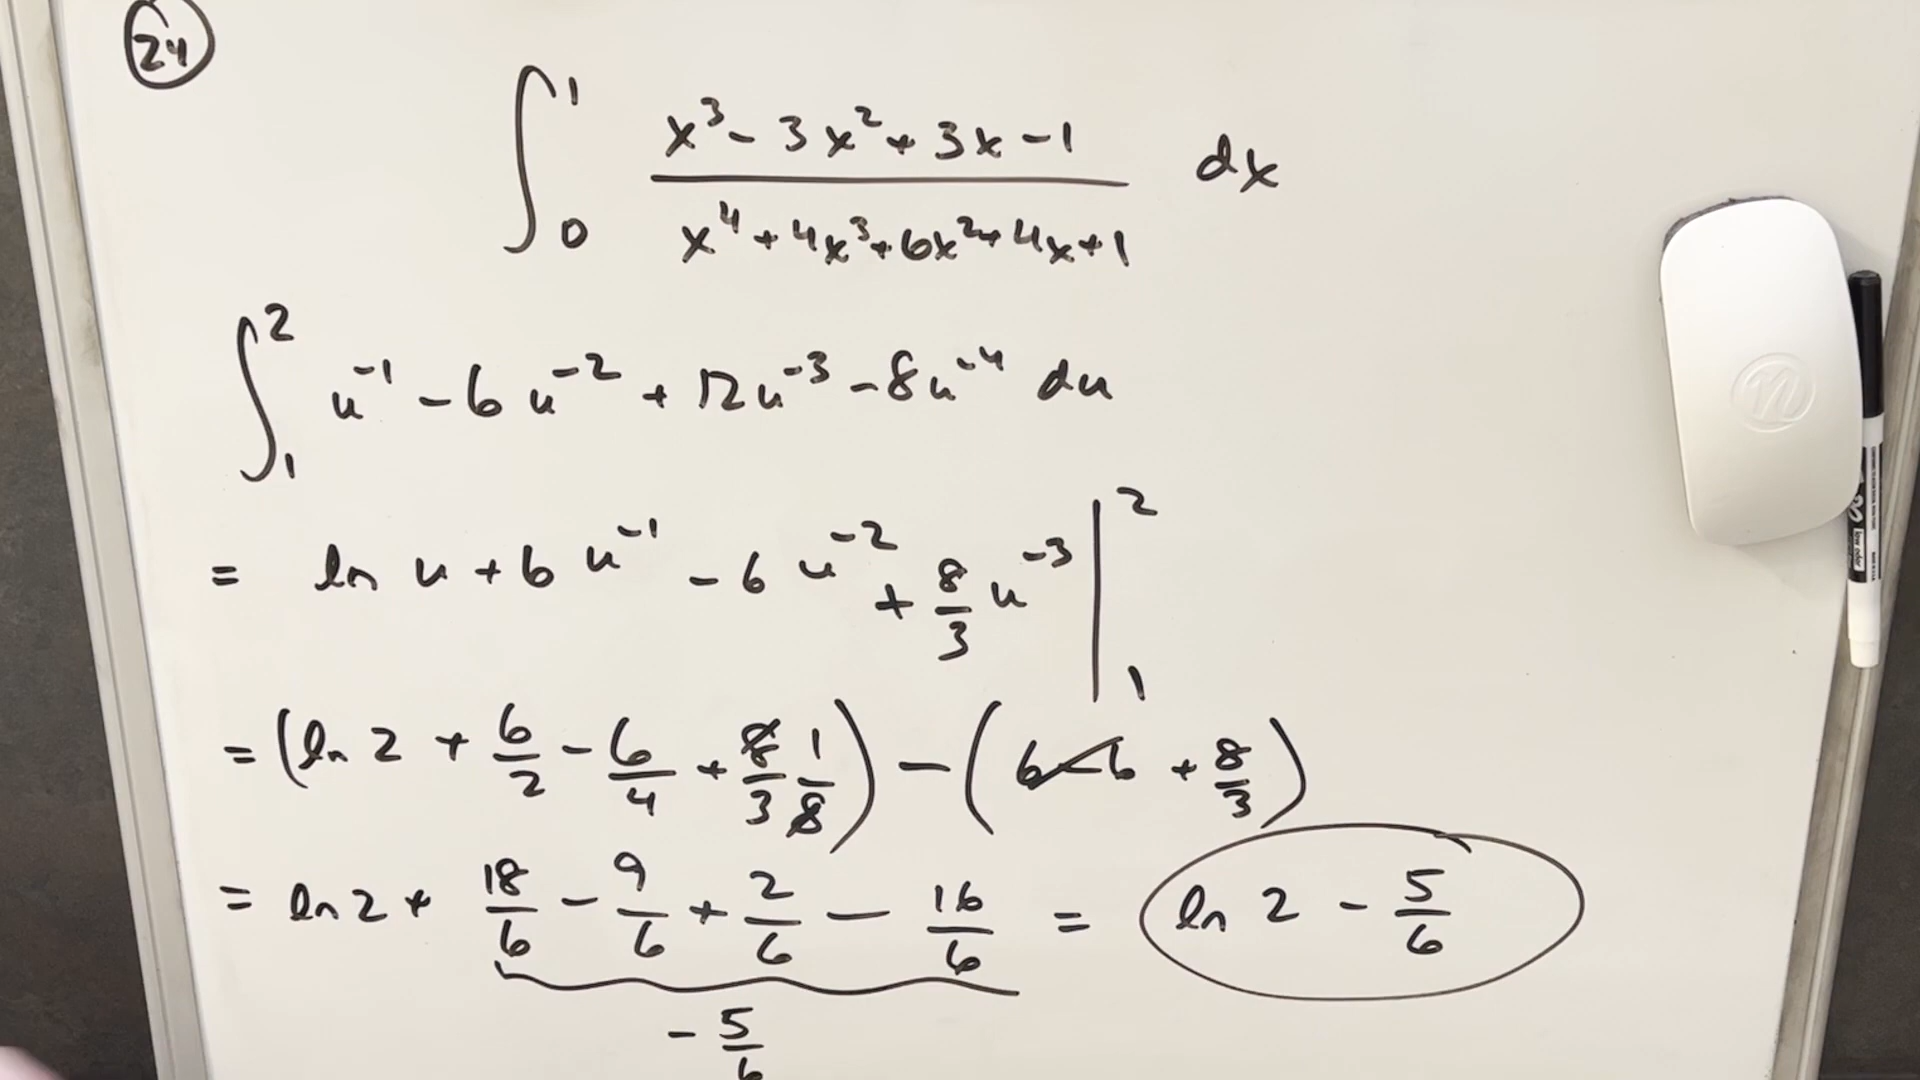 24
∫₀¹ (x³ - 3x² + 3x - 1)/(x⁴ + 4x³ + 6x² + 4x + 1) dx
∫₁² u⁻¹ - 6u⁻² + 12u⁻³ - 8u⁻⁴ du
= ln u + 6u⁻¹ - 6u⁻² + 8/3 u⁻³ |₁²
= (ln 2 + 6/2 - 6/4 + 8/3 1/8) - (6 - 6 + 8/3)
= ln 2 + 18/6 - 9/6 + 2/6 - 16/6 = ln 2 - 5/6
- 5/6
low odor